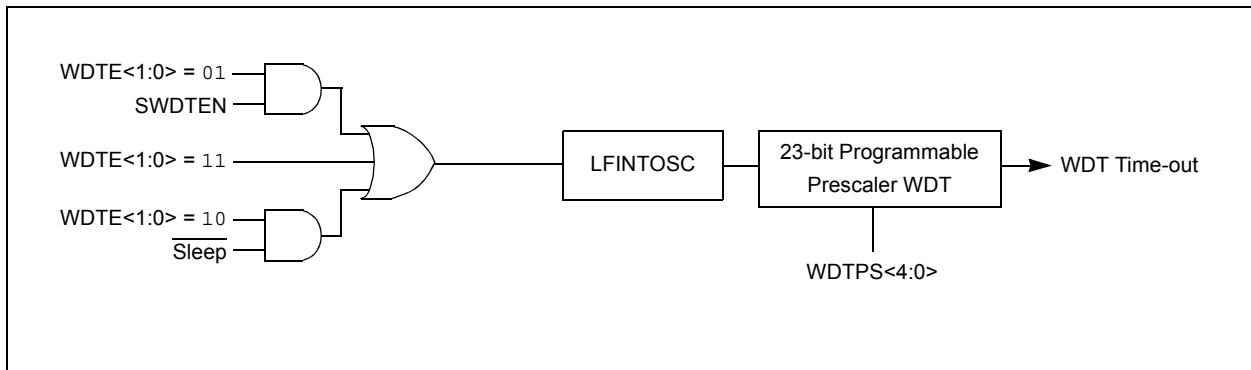 WDTE<1:0> = 01
SWDTEN
WDTE<1:0> = 11
WDTE<1:0> = 10
Sleep
LFINTOSC
23-bit Programmable
Prescaler WDT
WDT Time-out
WDTPS<4:0>